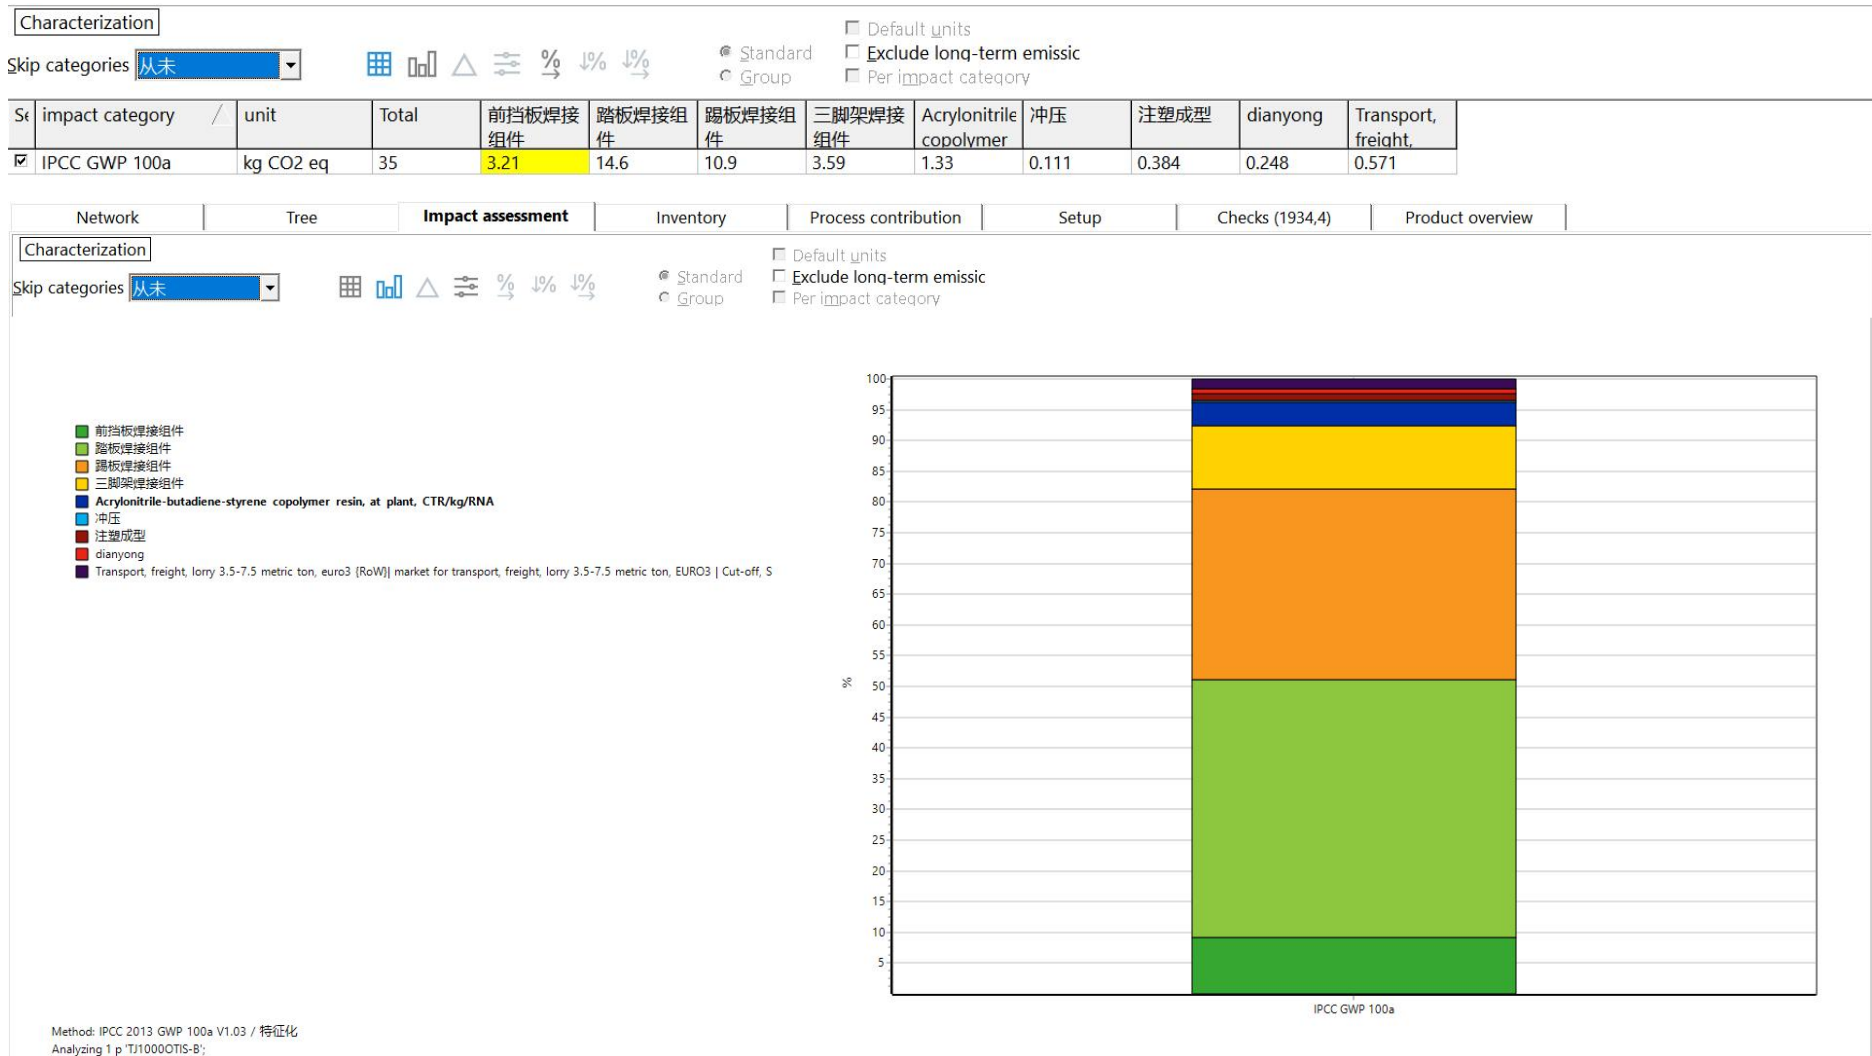 Characterization
Skip categories 从未
Standard
Group
Default units
Exclude long-term emissic
Per impact category
Se impact category unit Total 前挡板焊接组件 踏板焊接组件 踢板焊接组件 三脚架焊接组件 Acrylonitrile copolymer 冲压 注塑成型 dianyong Transport, freight,
IPCC GWP 100a kg CO2 eq 35 3.21 14.6 10.9 3.59 1.33 0.111 0.384 0.248 0.571
Network Tree Impact assessment Inventory Process contribution Setup Checks (1934,4) Product overview
Characterization
Skip categories 从未
Standard
Group
Default units
Exclude long-term emissic
Per impact category
前挡板焊接组件
踏板焊接组件
踢板焊接组件
三脚架焊接组件
Acrylonitrile-butadiene-styrene copolymer resin, at plant, CTR/kg/RNA
冲压
注塑成型
dianyong
Transport, freight, lorry 3.5-7.5 metric ton, euro3 {RoW}| market for transport, freight, lorry 3.5-7.5 metric ton, EURO3 | Cut-off, S
100
95
90
85
80
75
70
65
60
55
50
45
40
35
30
25
20
15
10
5
%
IPCC GWP 100a
Method: IPCC 2013 GWP 100a V1.03 / 特征化
Analyzing 1 p 'TJ1000OTIS-B';